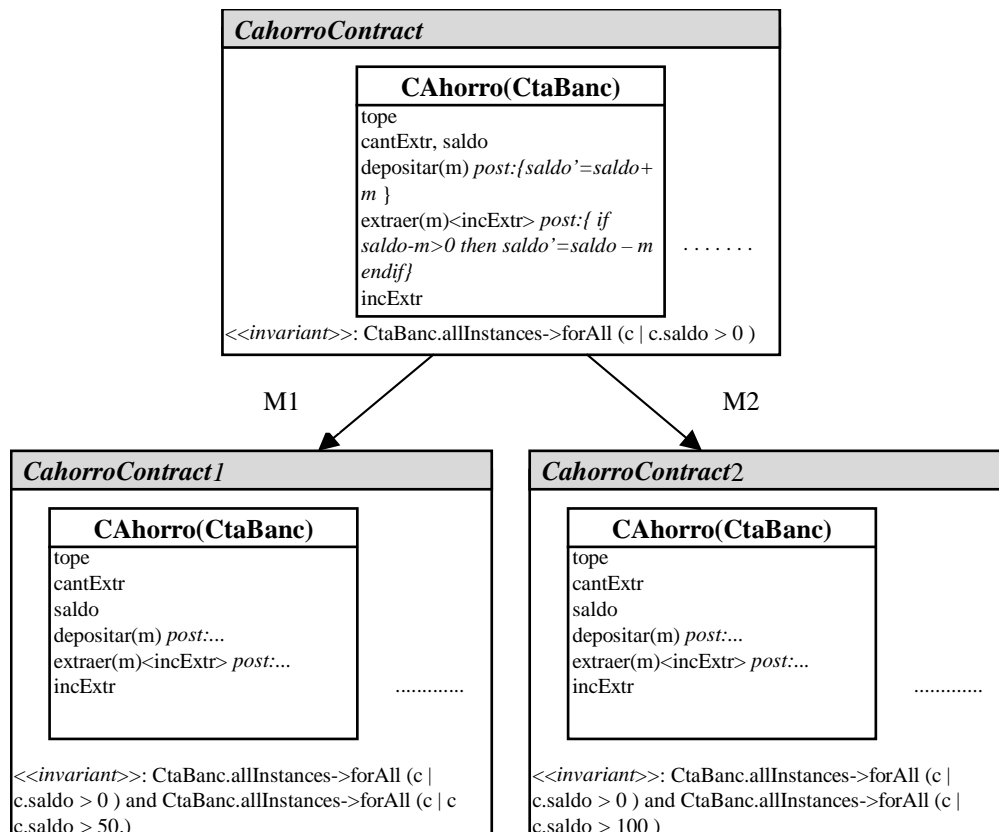 CahorroContract
CAhorro(CtaBanc)
tope
cantExtr, saldo
depositar(m) post:{saldo’=saldo+
m }
extraer(m)<incExtr> post:{ if
saldo-m>0 then saldo’=saldo – m
endif}
incExtr
. . . . . . .
<<invariant>>: CtaBanc.allInstances->forAll (c | c.saldo > 0 )
M1
M2
CahorroContract1
CAhorro(CtaBanc)
tope
cantExtr
saldo
depositar(m) post:...
extraer(m)<incExtr> post:...
incExtr
.............
<<invariant>>: CtaBanc.allInstances->forAll (c |
c.saldo > 0 ) and CtaBanc.allInstances->forAll (c | c
c.saldo > 50.)
CahorroContract2
CAhorro(CtaBanc)
tope
cantExtr
saldo
depositar(m) post:...
extraer(m)<incExtr> post:...
incExtr
.............
<<invariant>>: CtaBanc.allInstances->forAll (c |
c.saldo > 0 ) and CtaBanc.allInstances->forAll (c |
c.saldo > 100 )